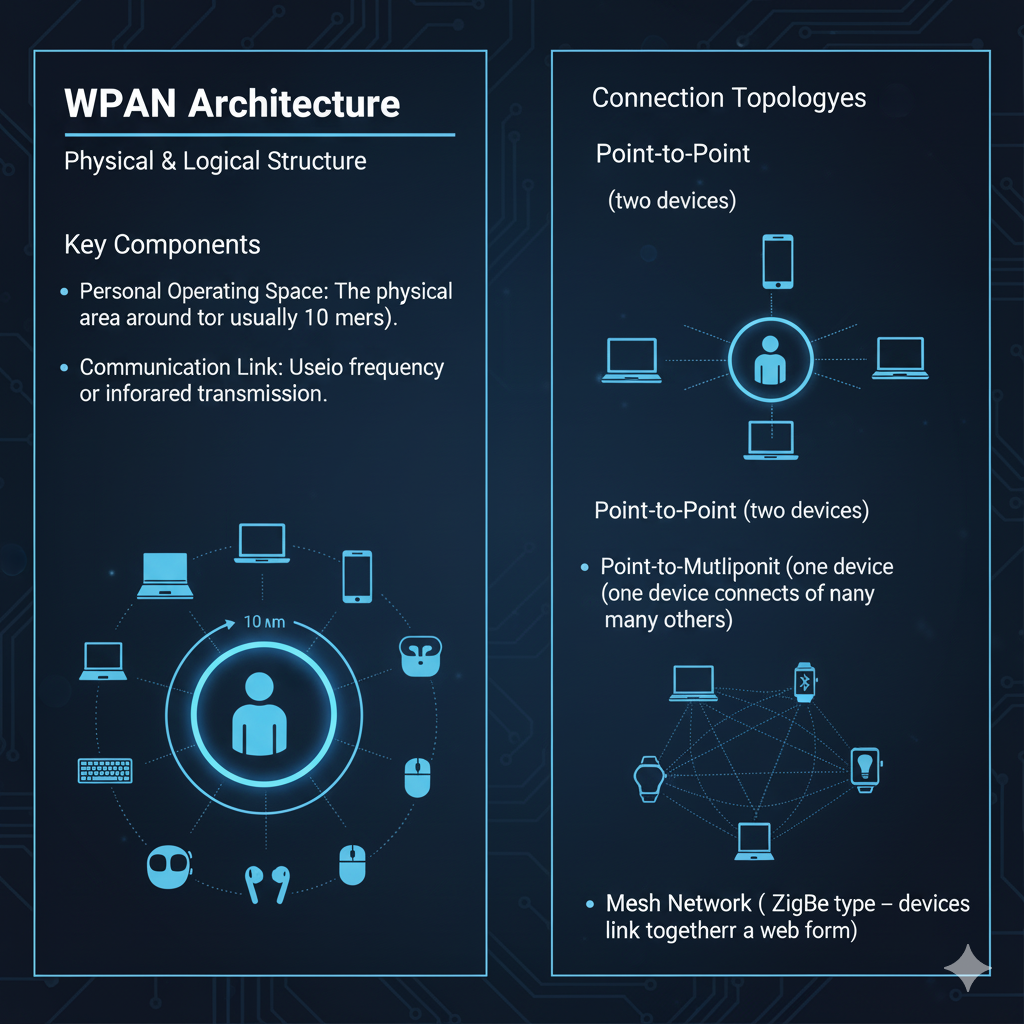 WPAN Architecture
Physical & Logical Structure
Key Components
• Personal Operating Space: The physical
area around tor usually 10 mers).
• Communication Link: Useio frequency
or inforared transmission.
10 mm
Connection Topologyes
Point-to-Point
(two devices)
Point-to-Point (two devices)
• Point-to-Mutliponit (one device
(one device connects of nany
many others)
• Mesh Network ( ZigBe type – devices
link togetherr a web form)